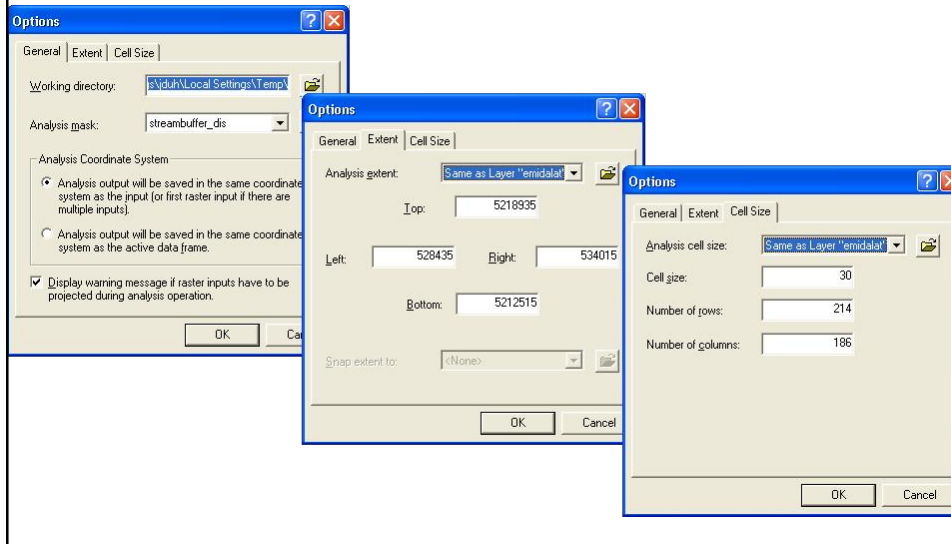 Options
General Extent Cell Size
Working directory: \jduh\Local Settings\Temp\
Analysis mask: streambuffer_dis
Analysis Coordinate System
Analysis output will be saved in the same coordinate
system as the input (or first raster input if there are
multiple inputs).
Analysis output will be saved in the same coordinate
system as the active data frame.
Display warning message if raster inputs have to be
projected during analysis operation.
OK
Options
General Extent Cell Size
Analysis extent: Same as Layer "emidalat"
Top: 5218935
Left: 528435 Right: 534015
Bottom: 5212515
Snap extent to: <None>
OK Cancel
Options
General Extent Cell Size
Analysis cell size: Same as Layer "emidalat"
Cell size: 30
Number of rows: 214
Number of columns: 186
OK Cancel